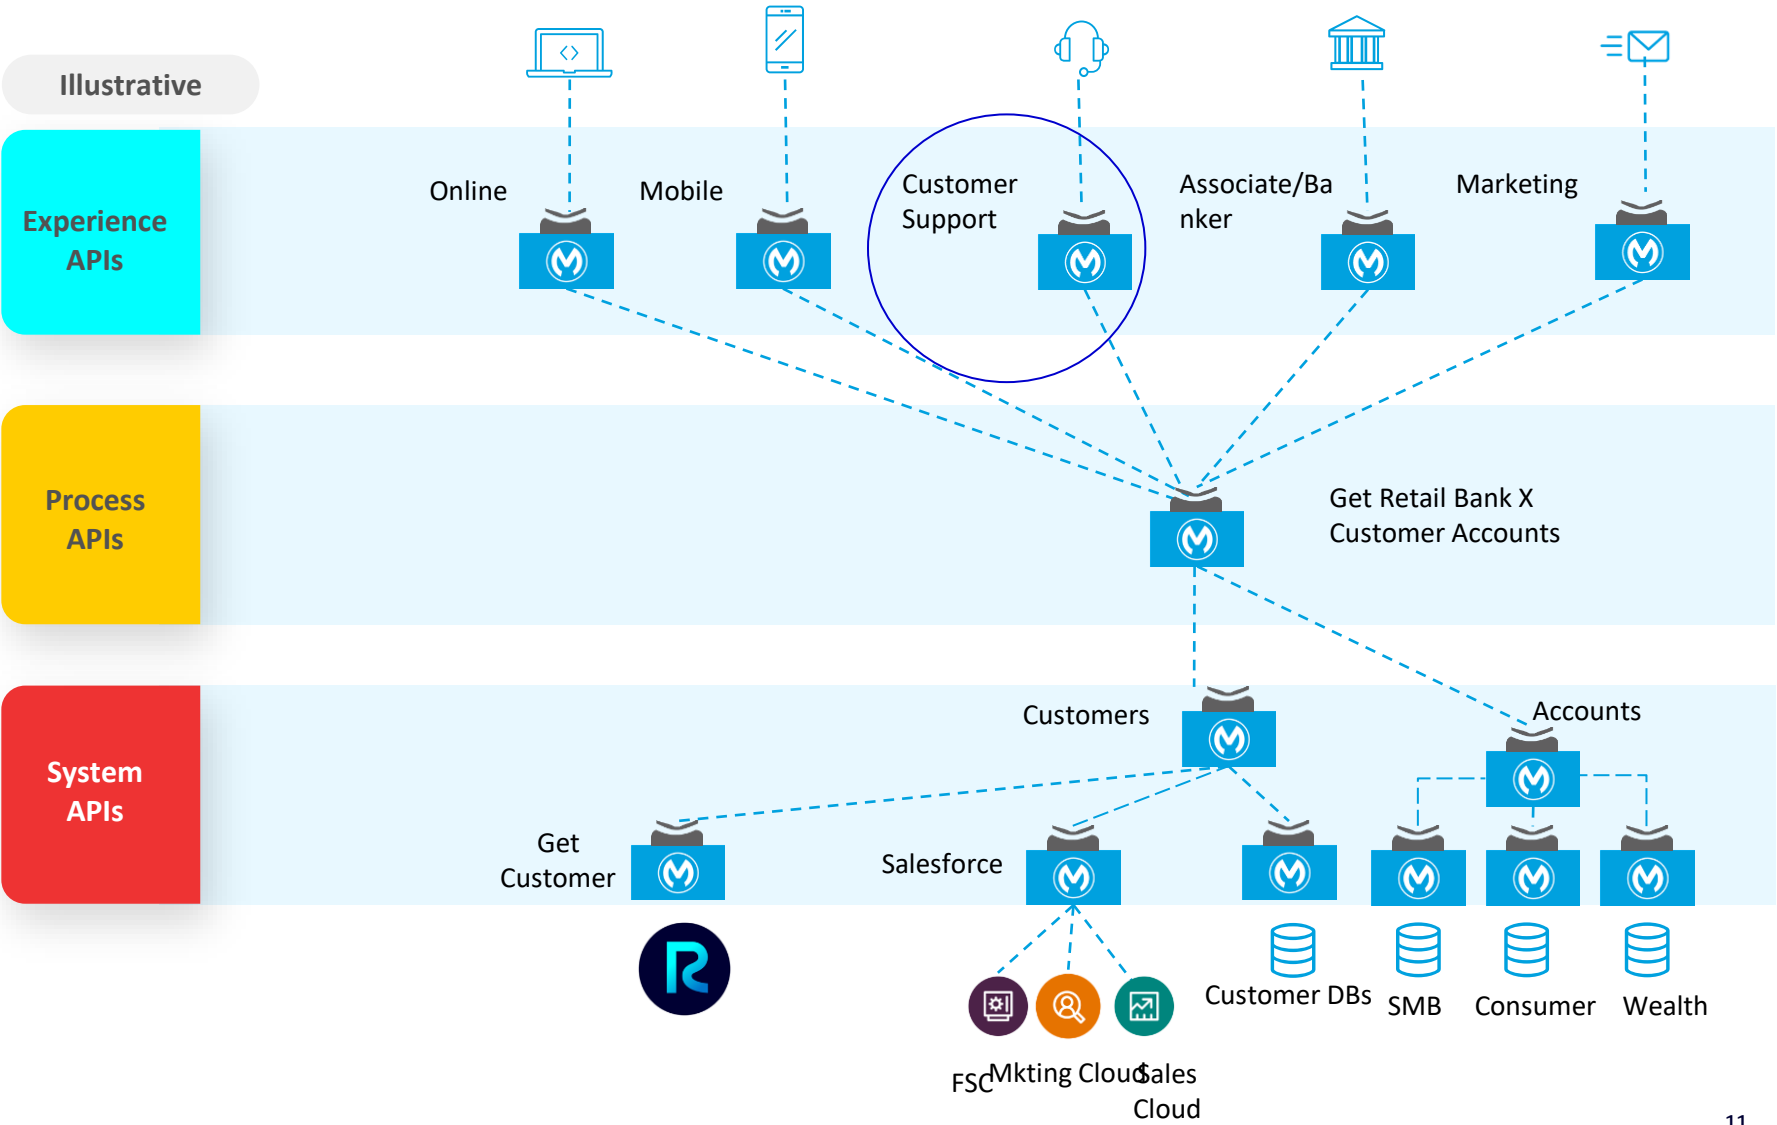 Illustrative
Experience
APIs
Online
Mobile
Customer
Support
Associate/Ba
nker
Marketing
Process
APIs
Get Retail Bank X
Customer Accounts
System
APIs
Customers
Accounts
Get
Customer
Salesforce
Customer DBs
SMB
Consumer
Wealth
FSC
Mkting Cloud
Sales
Cloud
11